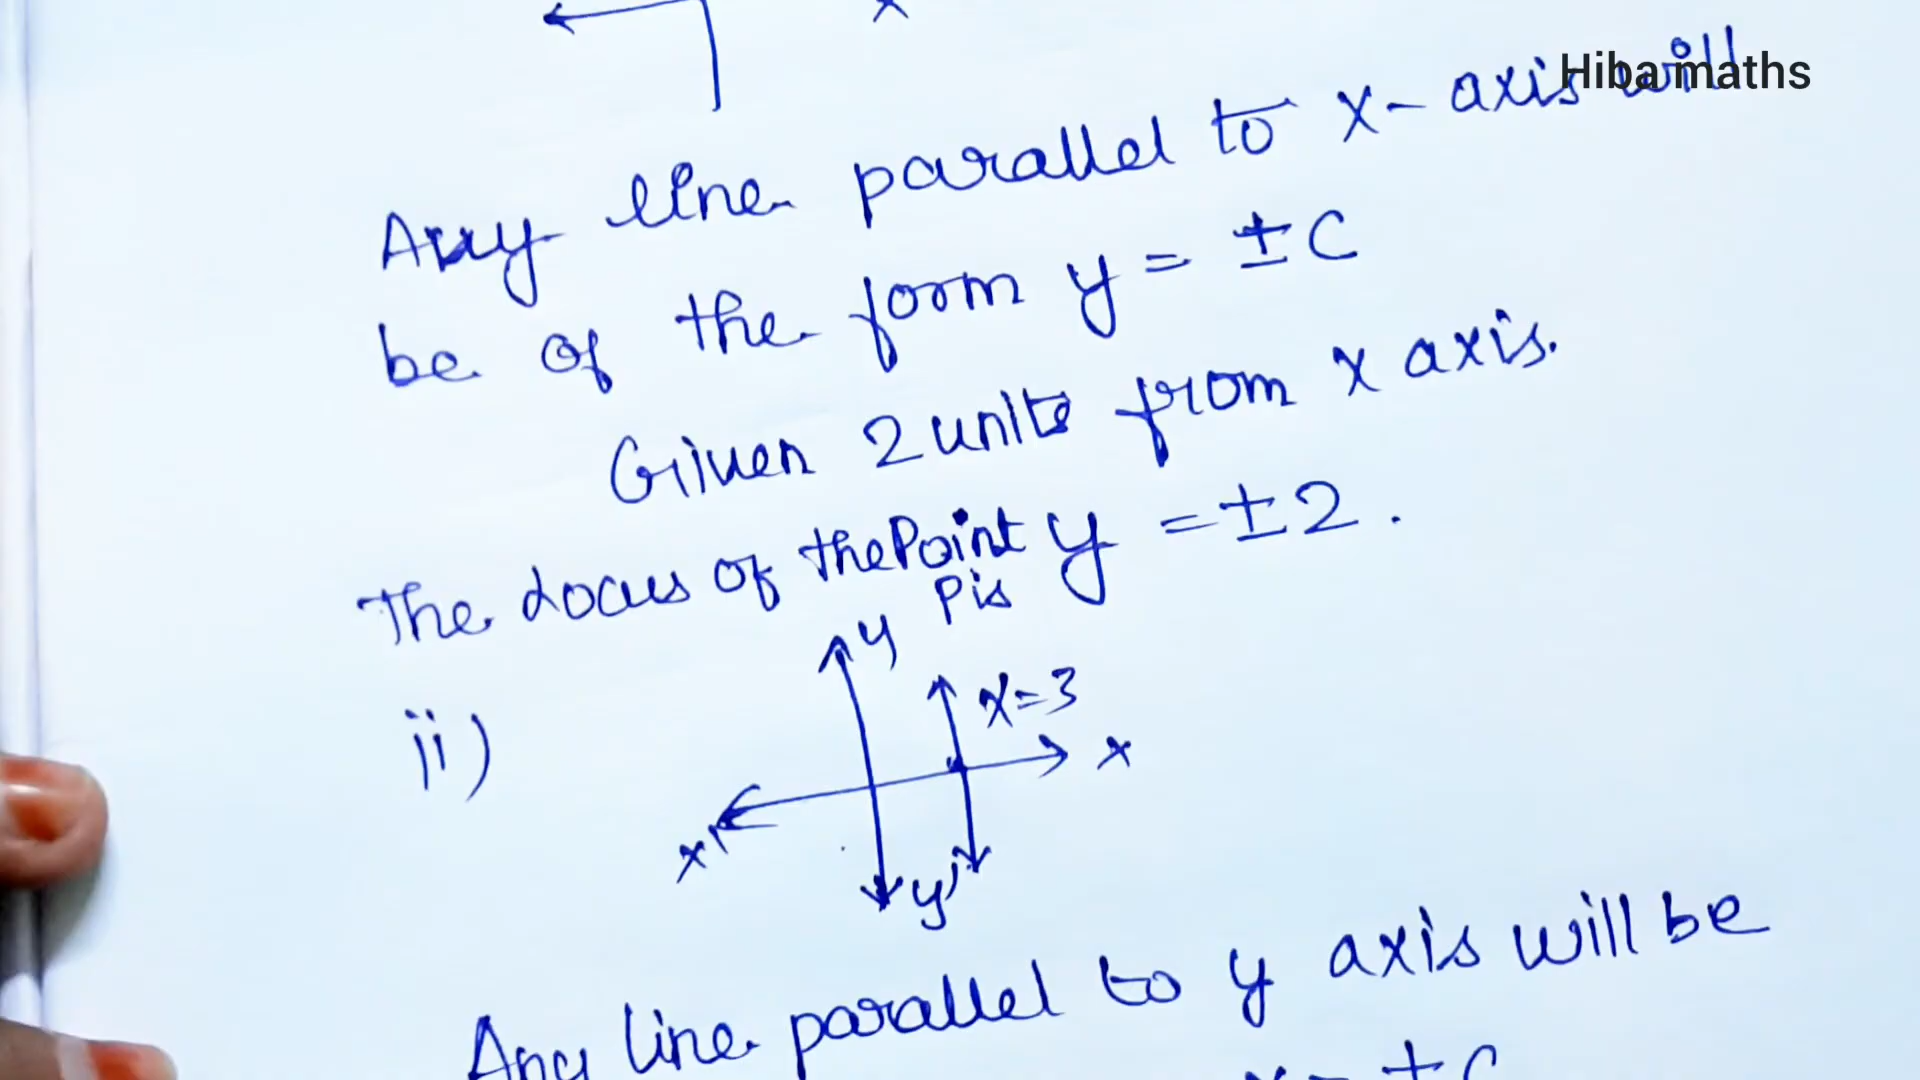 x
Hiba maths
Any line parallel to x-axis will
be of the form y = ±c
Given 2 units from x axis.
The Locus of the Point y = ±2.
P is
y
x=3
ii)
x
x'
y'
Any line parallel to y axis will be
x = ±c